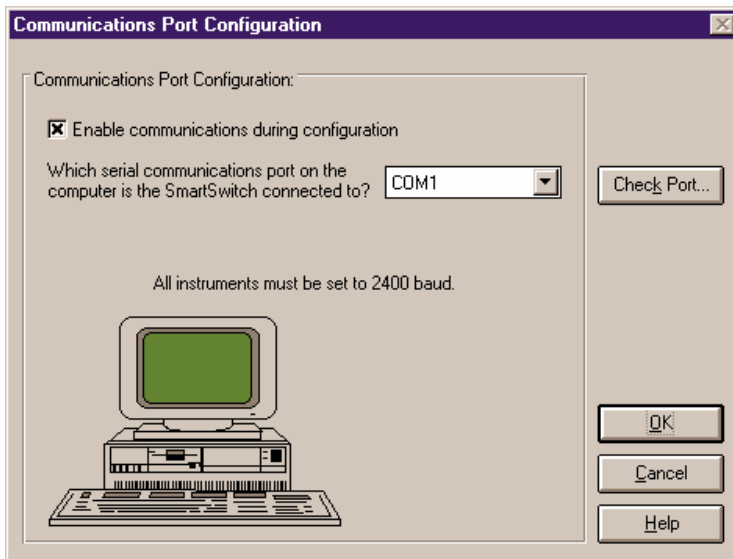 Communications Port Configuration
Communications Port Configuration:
Enable communications during configuration
Which serial communications port on the
computer is the SmartSwitch connected to?
COM1
Check Port...
All instruments must be set to 2400 baud.
OK
Cancel
Help